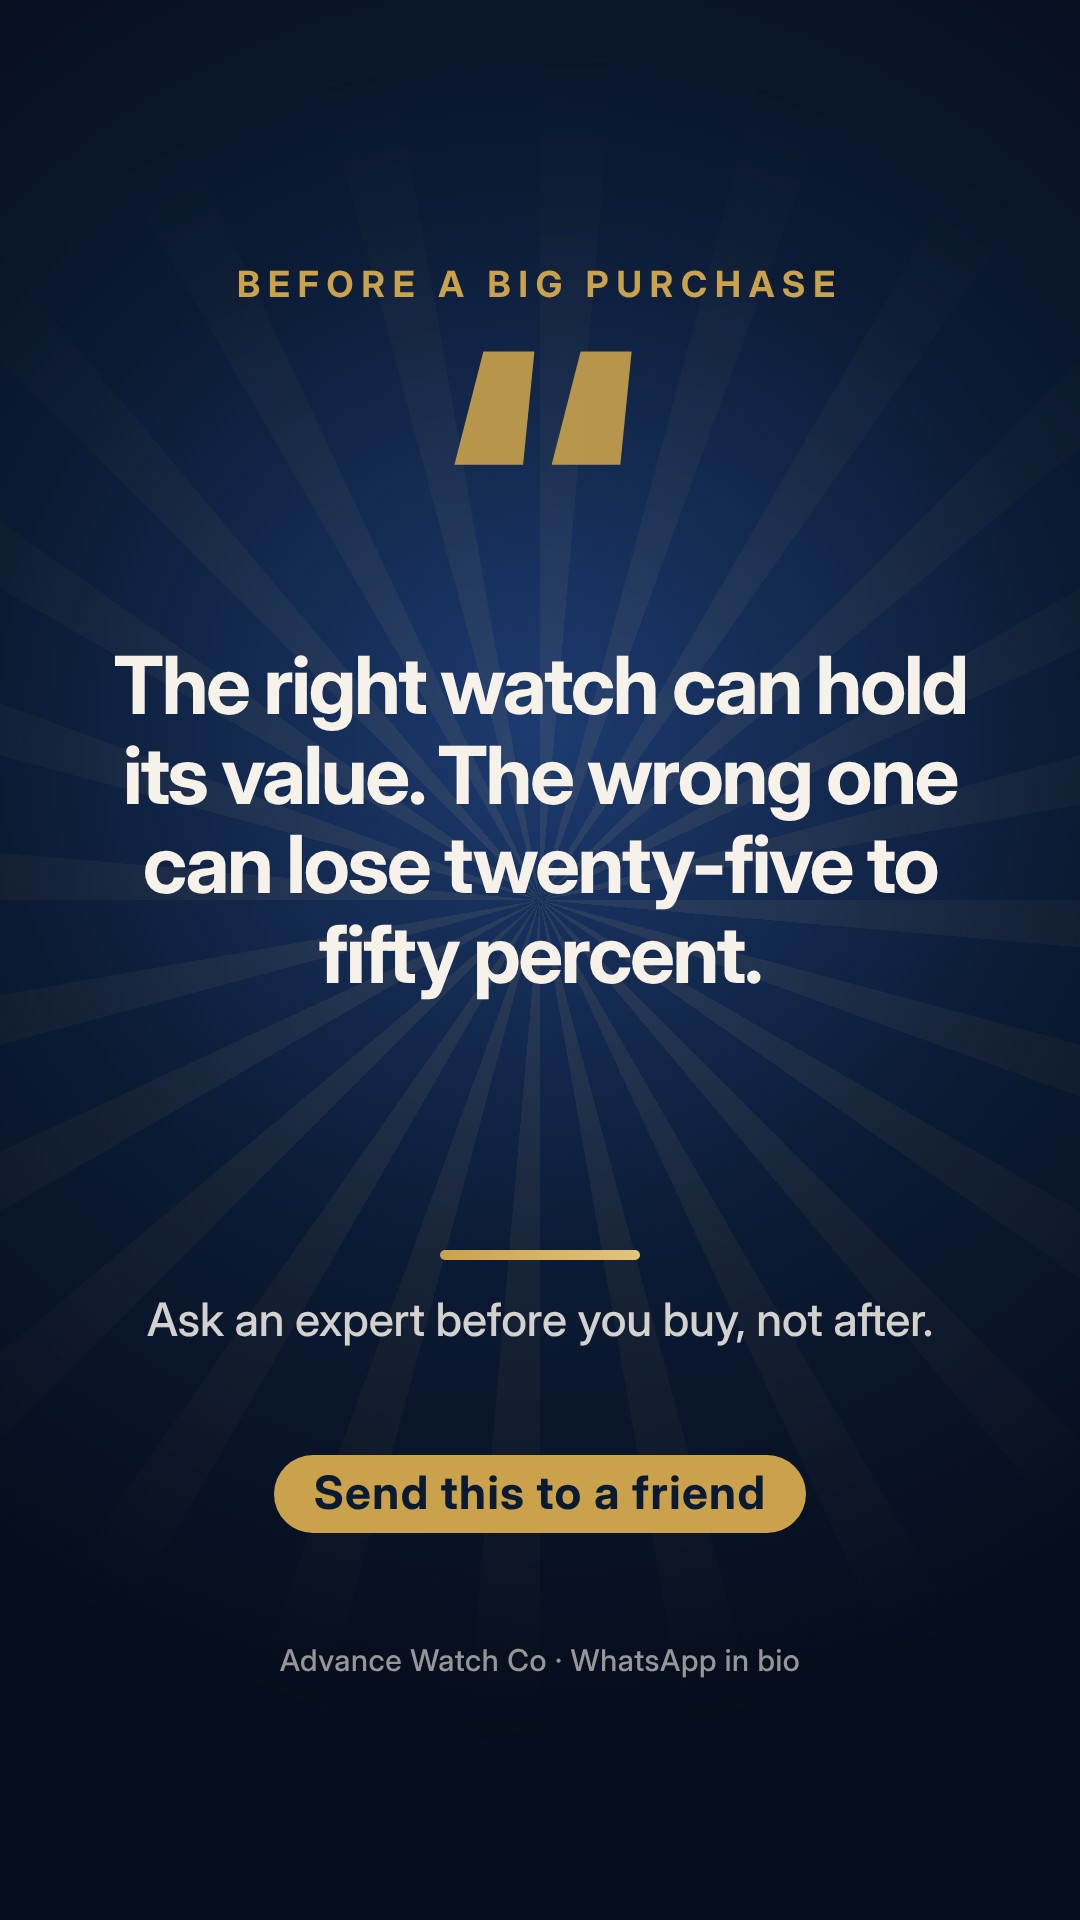 BEFORE A BIG PURCHASE
"
The right watch can hold
its value. The wrong one
can lose twenty-five to
fifty percent.
Ask an expert before you buy, not after.
Send this to a friend
Advance Watch Co · WhatsApp in bio